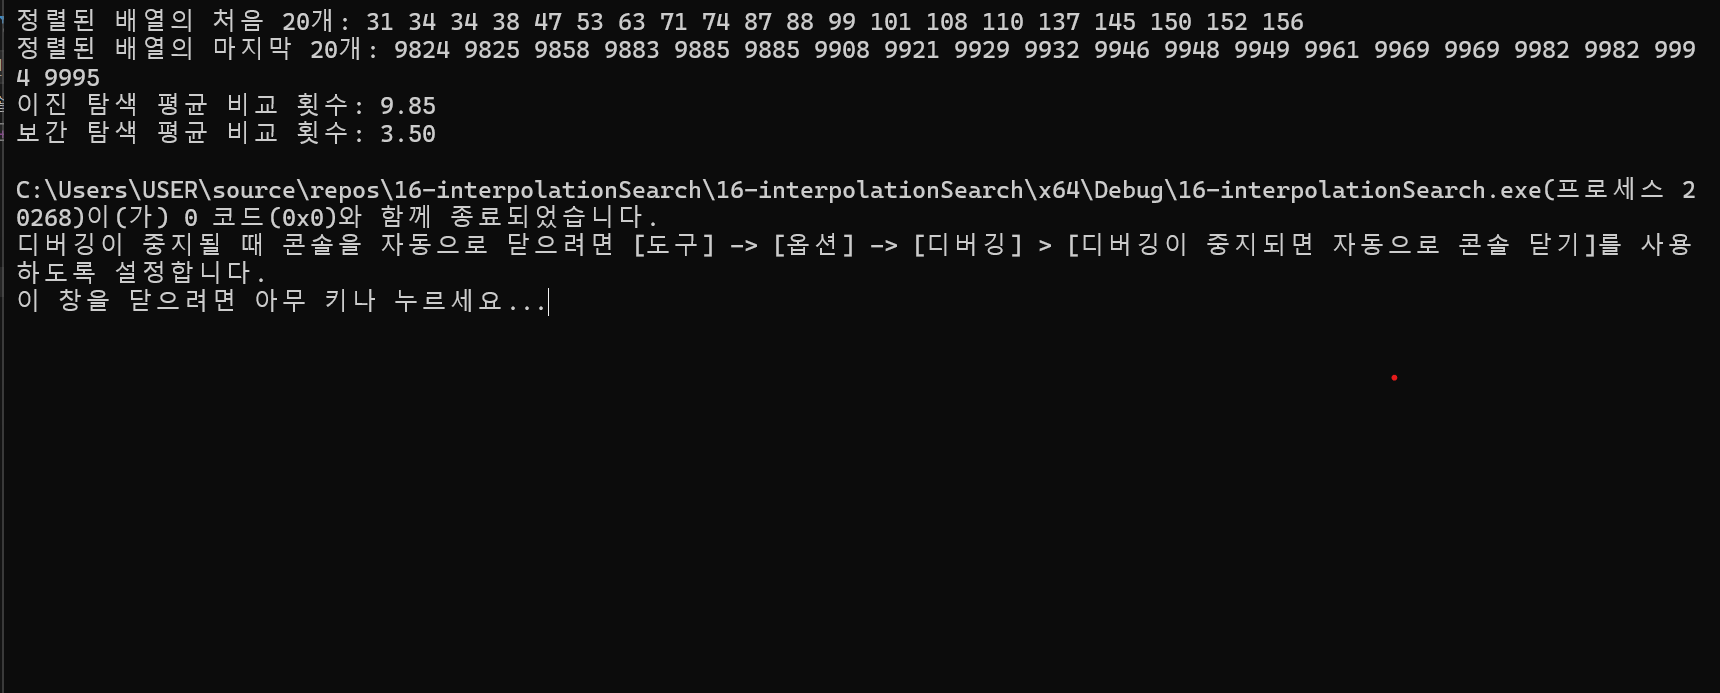 정렬된 배열의 처음 20개: 31 34 34 38 47 53 63 71 74 87 88 99 101 108 110 137 145 150 152 156
정렬된 배열의 마지막 20개: 9824 9825 9858 9883 9885 9885 9908 9921 9929 9932 9946 9948 9949 9961 9969 9969 9982 9982 999
4 9995
이진 탐색 평균 비교 횟수: 9.85
보간 탐색 평균 비교 횟수: 3.50
C:\Users\USER\source\repos\16-interpolationSearch\16-interpolationSearch\x64\Debug\16-interpolationSearch.exe(프로세스 2
0268)이(가) 0 코드(0x0)와 함께 종료되었습니다.
디버깅이 중지될 때 콘솔을 자동으로 닫으려면 [도구] -> [옵션] -> [디버깅] > [디버깅이 중지되면 자동으로 콘솔 닫기]를 사용
하도록 설정합니다.
이 창을 닫으려면 아무 키나 누르세요...